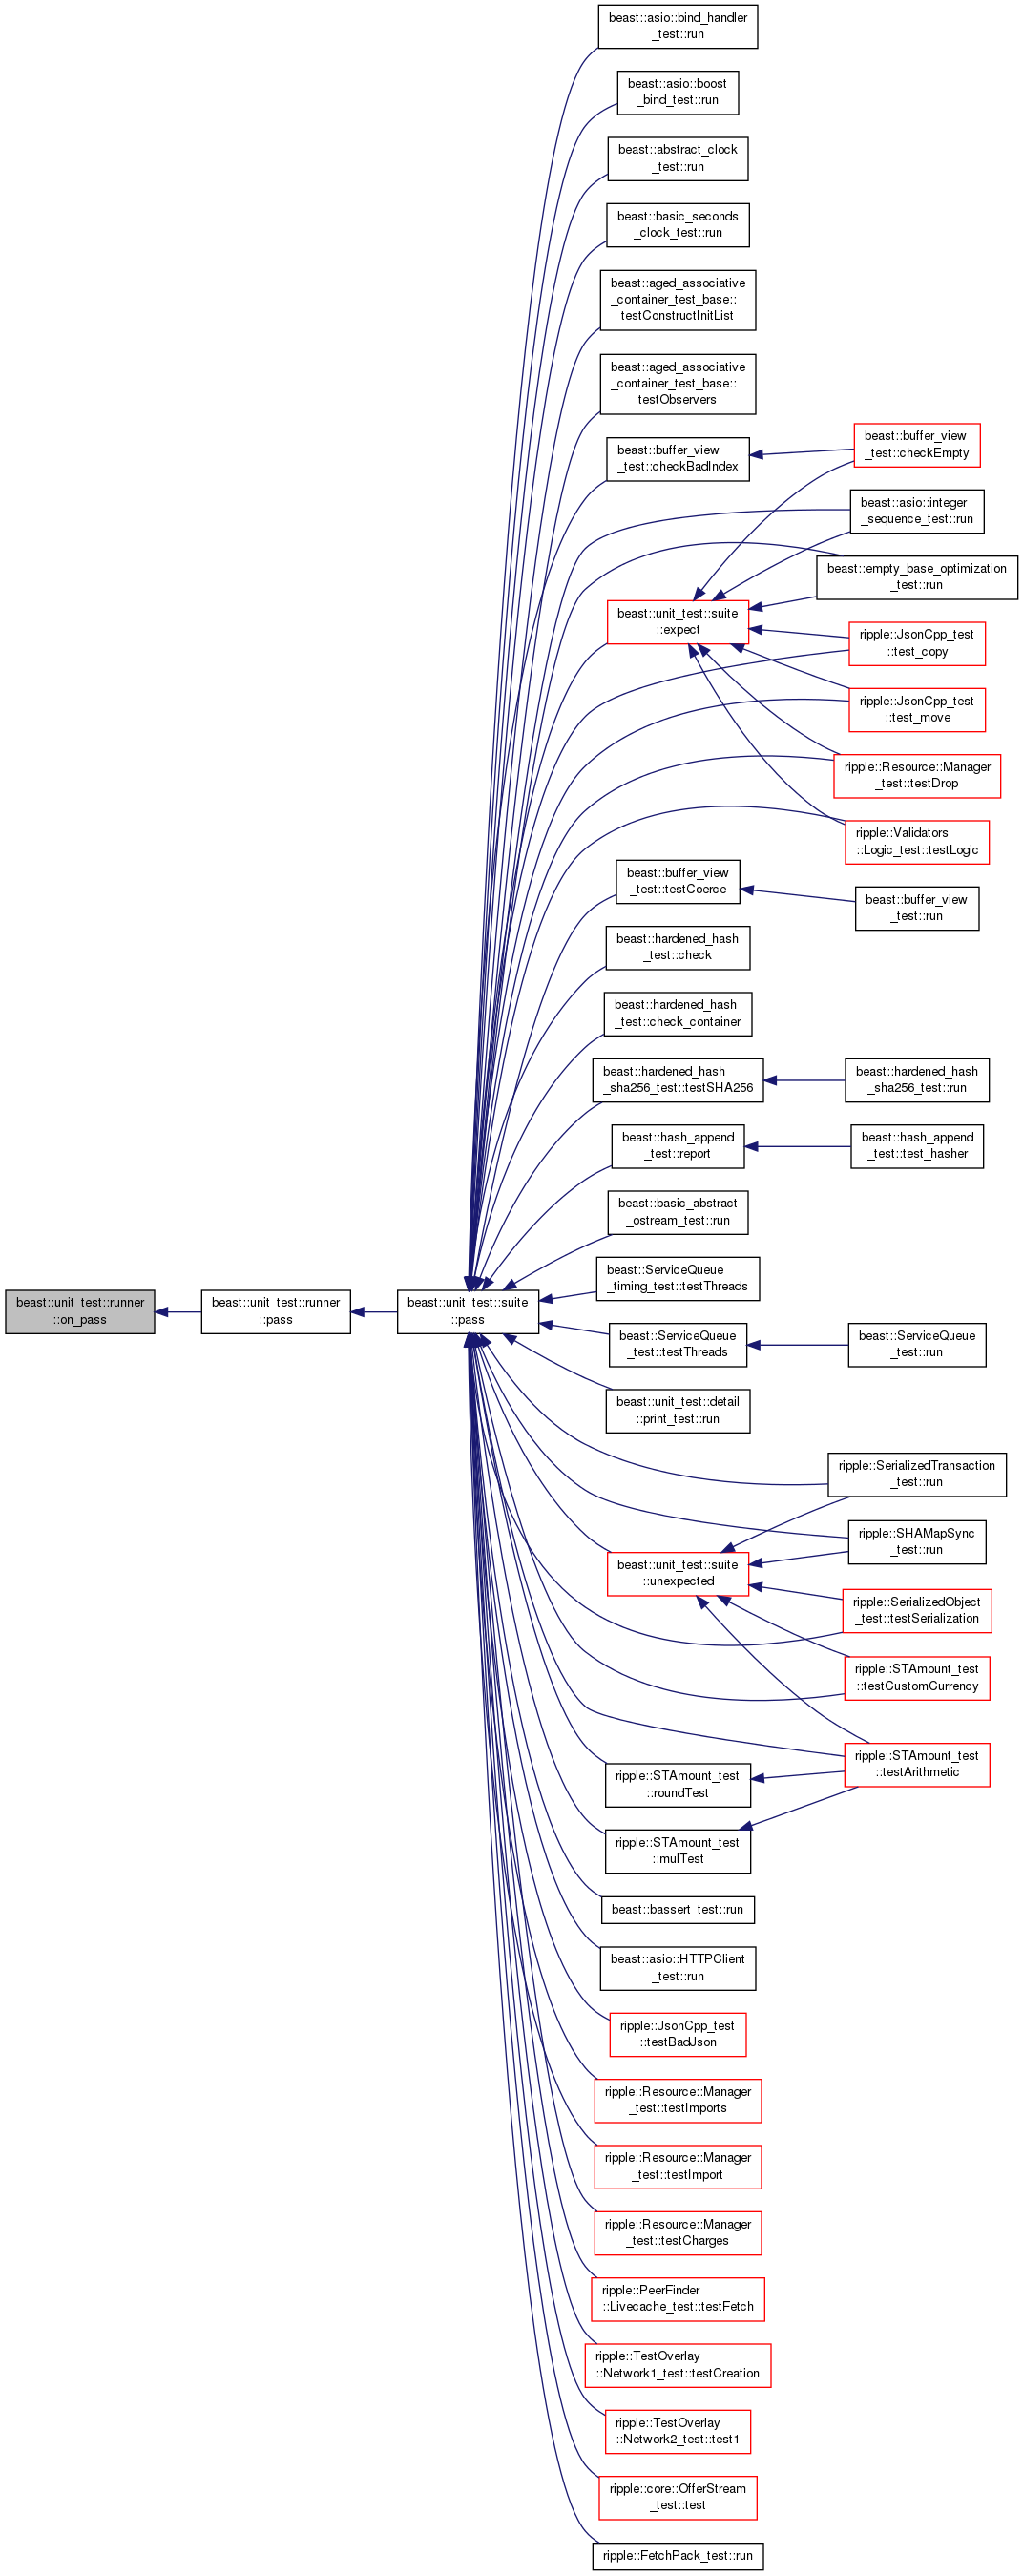 beast::asio::bind_handler
_test::run
beast::asio::boost
_bind_test::run
beast::abstract_clock
_test::run
beast::basic_seconds
_clock_test::run
beast::aged_associative
_container_test_base::
testConstructInitList
beast::aged_associative
_container_test_base::
testObservers
beast::buffer_view
_test::checkBadIndex
beast::buffer_view
_test::checkEmpty
beast::asio::integer
_sequence_test::run
beast::empty_base_optimization
_test::run
beast::unit_test::suite
::expect
ripple::JsonCpp_test
::test_copy
ripple::JsonCpp_test
::test_move
ripple::Resource::Manager
_test::testDrop
ripple::Validators
::Logic_test::testLogic
beast::buffer_view
_test::testCoerce
beast::buffer_view
_test::run
beast::hardened_hash
_test::check
beast::hardened_hash
_test::check_container
beast::hardened_hash
_sha256_test::testSHA256
beast::hardened_hash
_sha256_test::run
beast::hash_append
_test::report
beast::hash_append
_test::test_hasher
beast::basic_abstract
_ostream_test::run
beast::ServiceQueue
_timing_test::testThreads
beast::unit_test::runner
::on_pass
beast::unit_test::runner
::pass
beast::unit_test::suite
::pass
beast::ServiceQueue
_test::testThreads
beast::ServiceQueue
_test::run
beast::unit_test::detail
::print_test::run
ripple::SerializedTransaction
_test::run
ripple::SHAMapSync
_test::run
beast::unit_test::suite
::unexpected
ripple::SerializedObject
_test::testSerialization
ripple::STAmount_test
::testCustomCurrency
ripple::STAmount_test
::testArithmetic
ripple::STAmount_test
::roundTest
ripple::STAmount_test
::mulTest
beast::bassert_test::run
beast::asio::HTTPClient
_test::run
ripple::JsonCpp_test
::testBadJson
ripple::Resource::Manager
_test::testImports
ripple::Resource::Manager
_test::testImport
ripple::Resource::Manager
_test::testCharges
ripple::PeerFinder
::Livecache_test::testFetch
ripple::TestOverlay
::Network1_test::testCreation
ripple::TestOverlay
::Network2_test::test1
ripple::core::OfferStream
_test::test
ripple::FetchPack_test::run